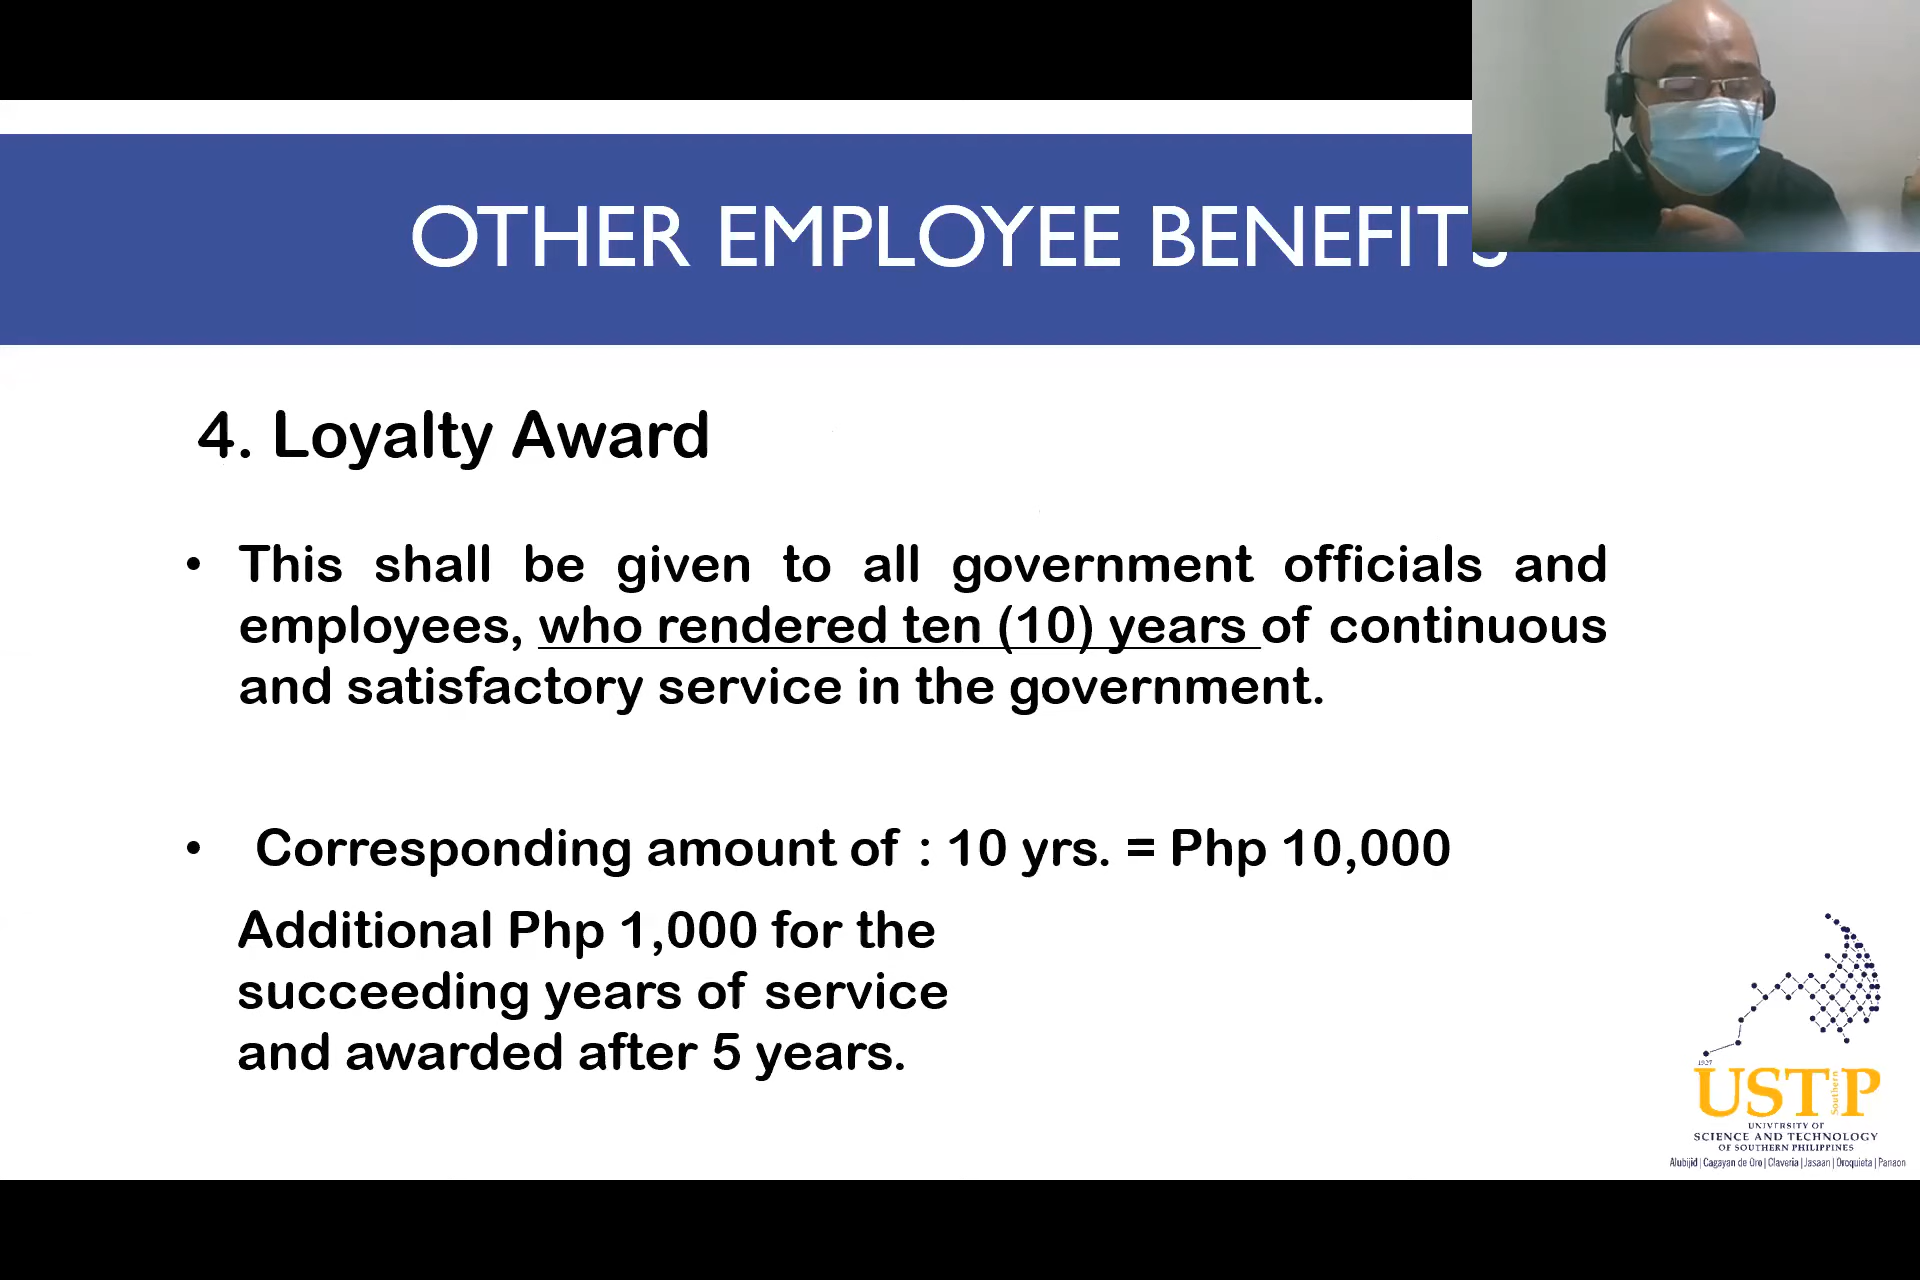 OTHER EMPLOYEE BENEFITS
4. Loyalty Award
• This shall be given to all government officials and
employees, who rendered ten (10) years of continuous
and satisfactory service in the government.
• Corresponding amount of : 10 yrs. = Php 10,000
Additional Php 1,000 for the
succeeding years of service
and awarded after 5 years.
1927
USTP
Southern
UNIVERSITY OF
SCIENCE AND TECHNOLOGY
OF SOUTHERN PHILIPPINES
Alubijid | Cagayan de Oro | Claveria | Jasaan | Oroquieta | Panaon